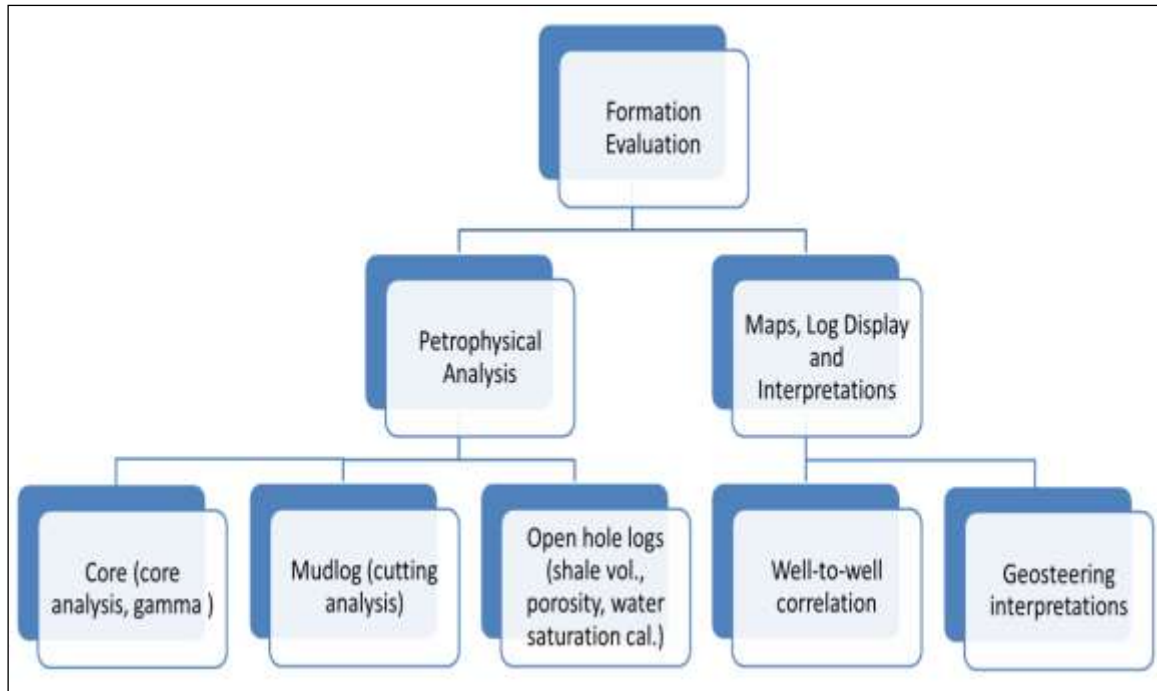 Formation
Evaluation
Petrophysical
Analysis
Maps, Log Display
and
Interpretations
Core (core
analysis, gamma )
Mudlog (cutting
analysis)
Open hole logs
(shale vol.,
porosity, water
saturation cal.)
Well-to-well
correlation
Geosteering
interpretations